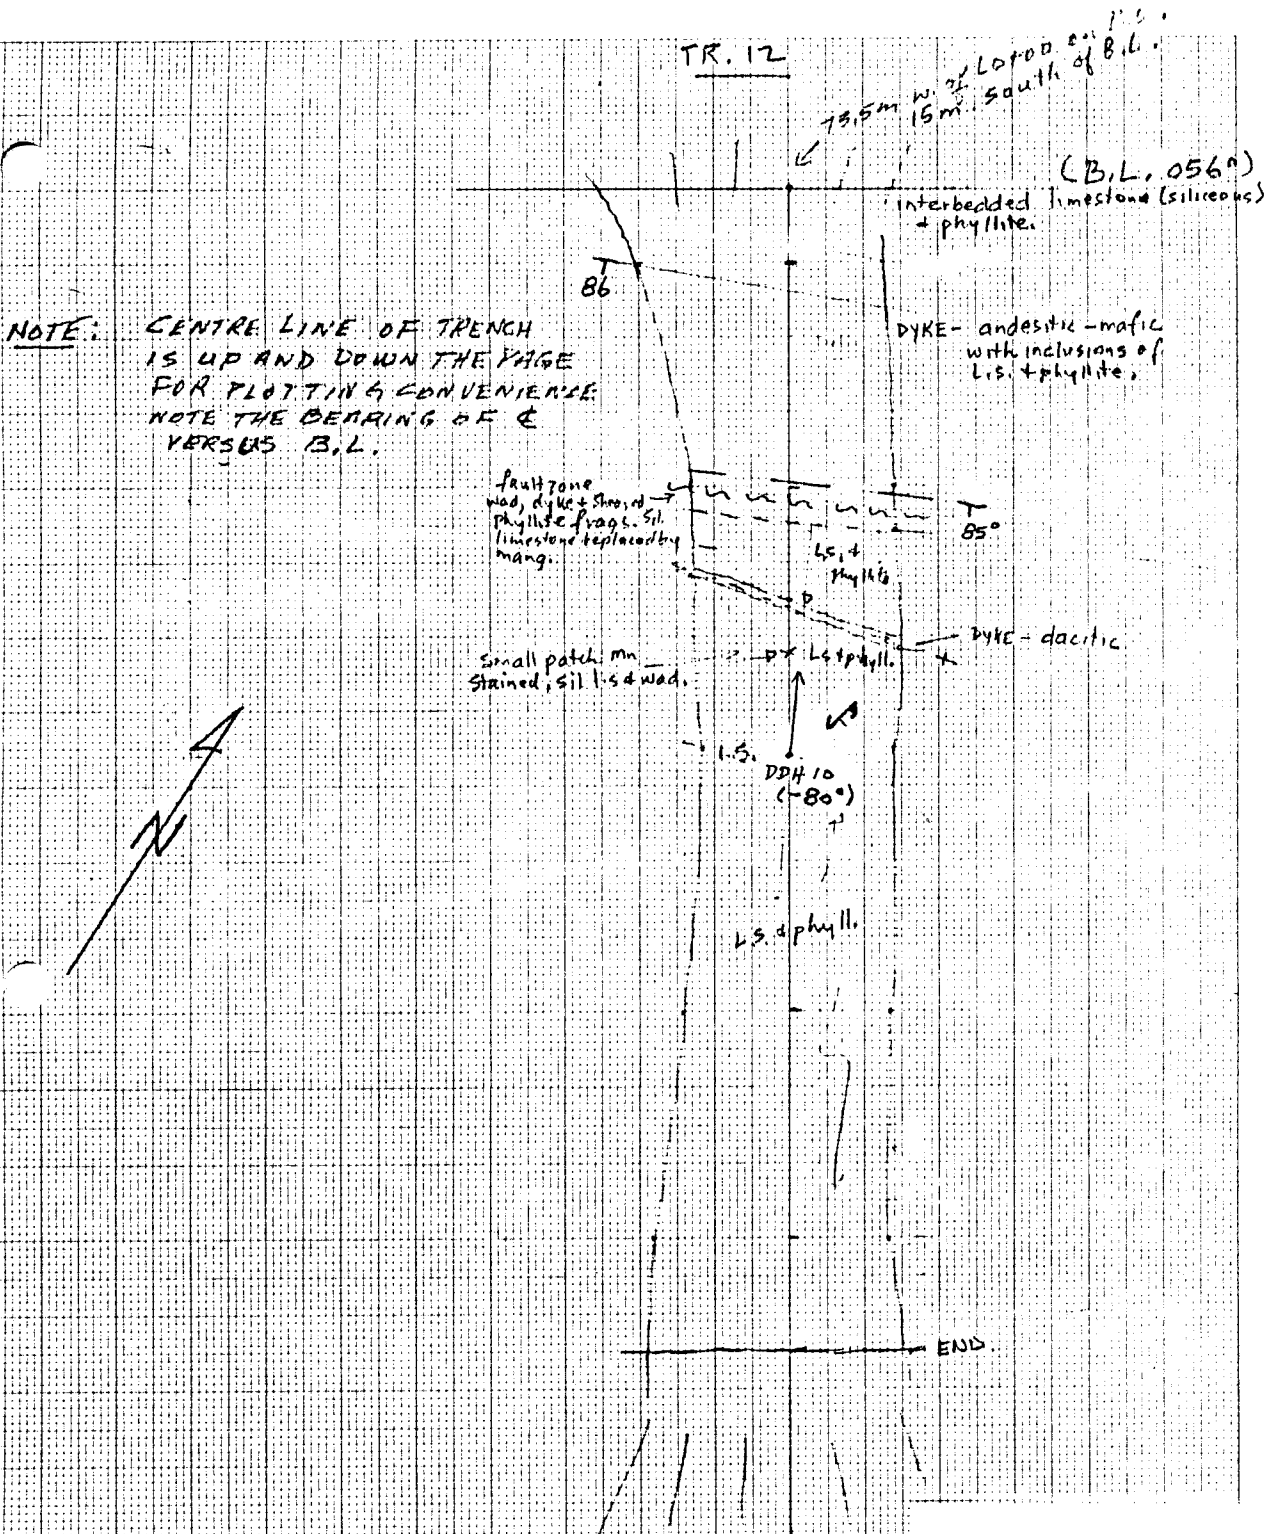 TR. 12
73.5m W. of L0+00 on
15m. south of B.L.
(B.L. 056°)
interbedded limestone (siliceous)
+ phyllite.
86
NOTE: CENTRE LINE OF TRENCH
IS UP AND DOWN THE PAGE
FOR PLOTTING CONVENIENCE
NOTE THE BEARING OF ℄
VERSUS B.L.
DYKE - andesitic - mafic
with inclusions of
L.S. + phyllite.
fault zone
wad, dyke + sheared
phyllite frags. Sil.
limestone replaced by
mang.
85°
L.S. +
phyllite
D
DYKE - dacitic
small patch Mn
stained, sil l.s & wad.
D
LS + phyll.
L.S.
DDH 10
(-80°)
N
L.S. & phyll.
END.